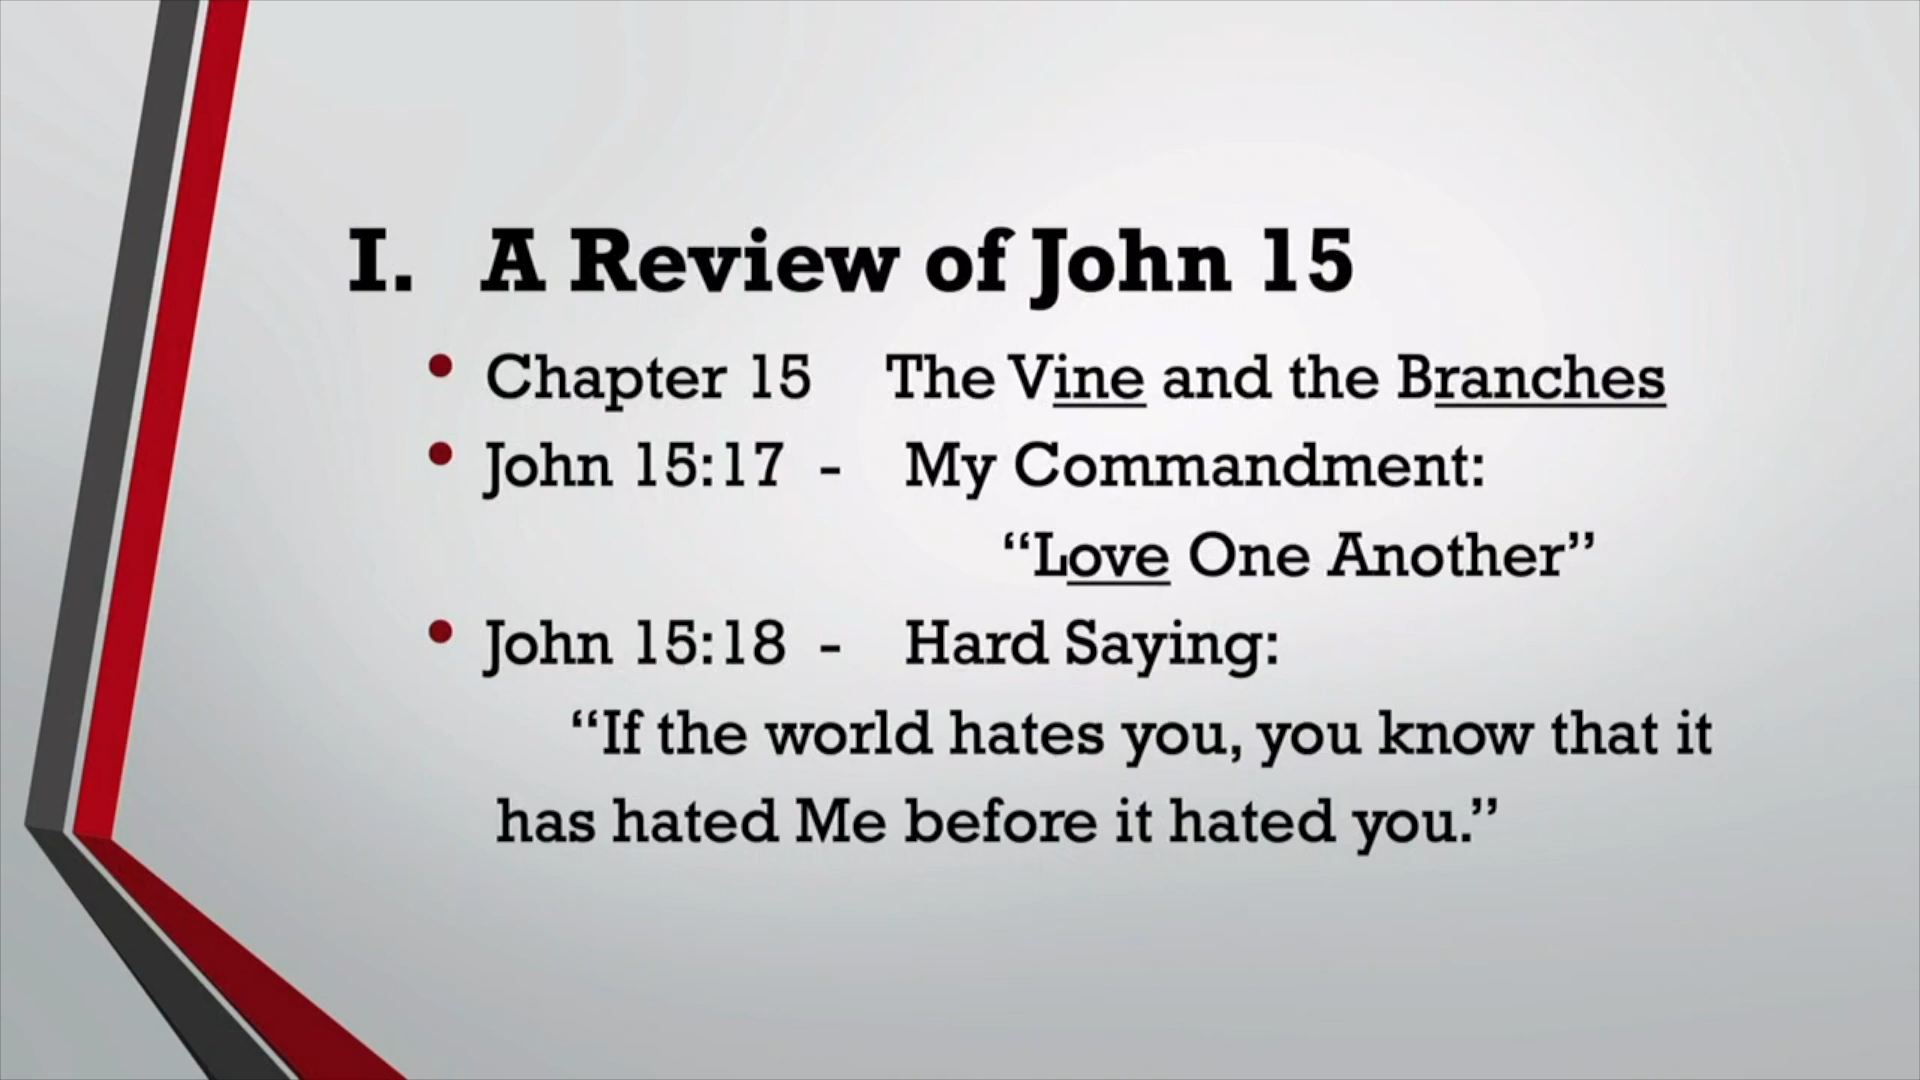 I. A Review of John 15
• Chapter 15 The Vine and the Branches
• John 15:17 - My Commandment:
“Love One Another”
• John 15:18 - Hard Saying:
“If the world hates you, you know that it
has hated Me before it hated you.”